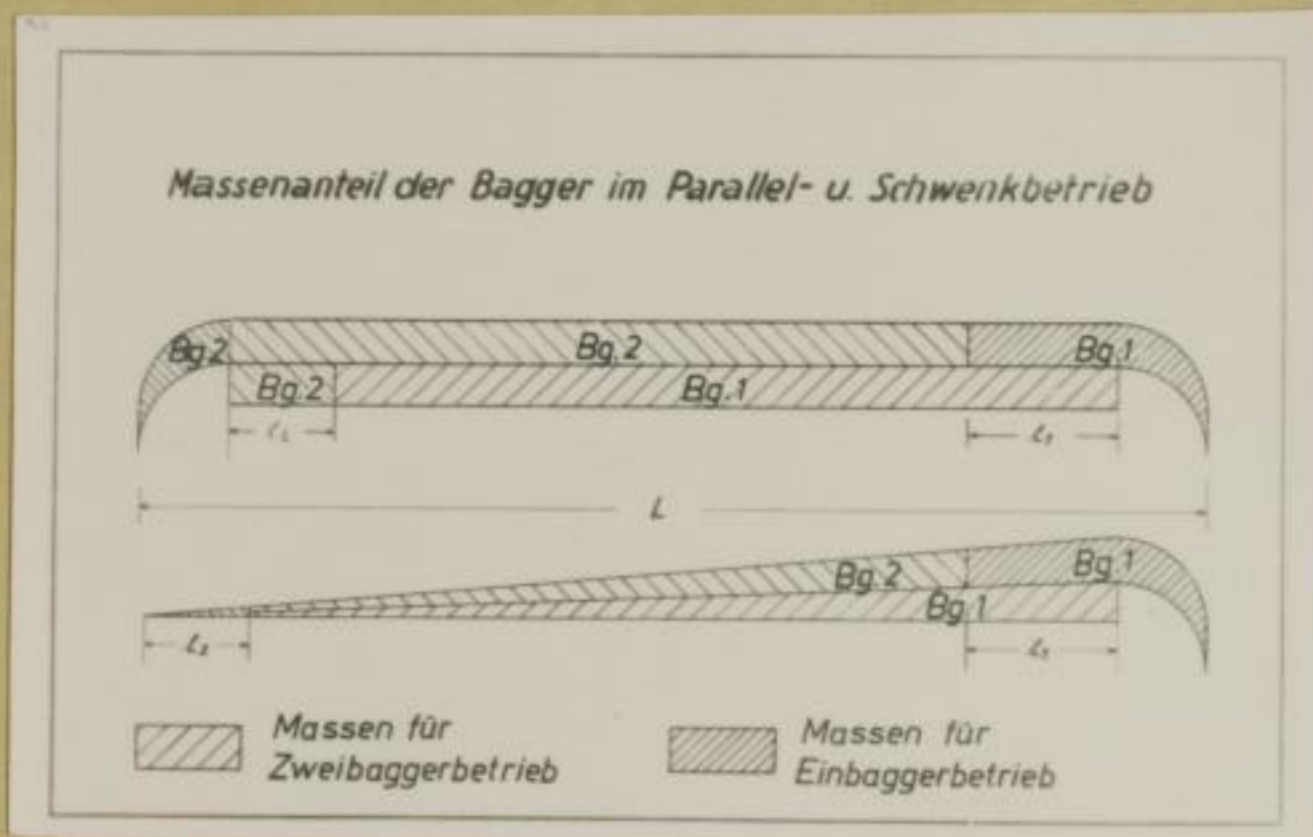 Massenanteil der Bagger im Parallel- u. Schwenkbetrieb
Bg.2 Bg.2 Bg.1
Bg.2 Bg.1
L
Bg.2 Bg.1
Bg.1
Massen für
Zweibaggerbetrieb
Massen für
Einbaggerbetrieb